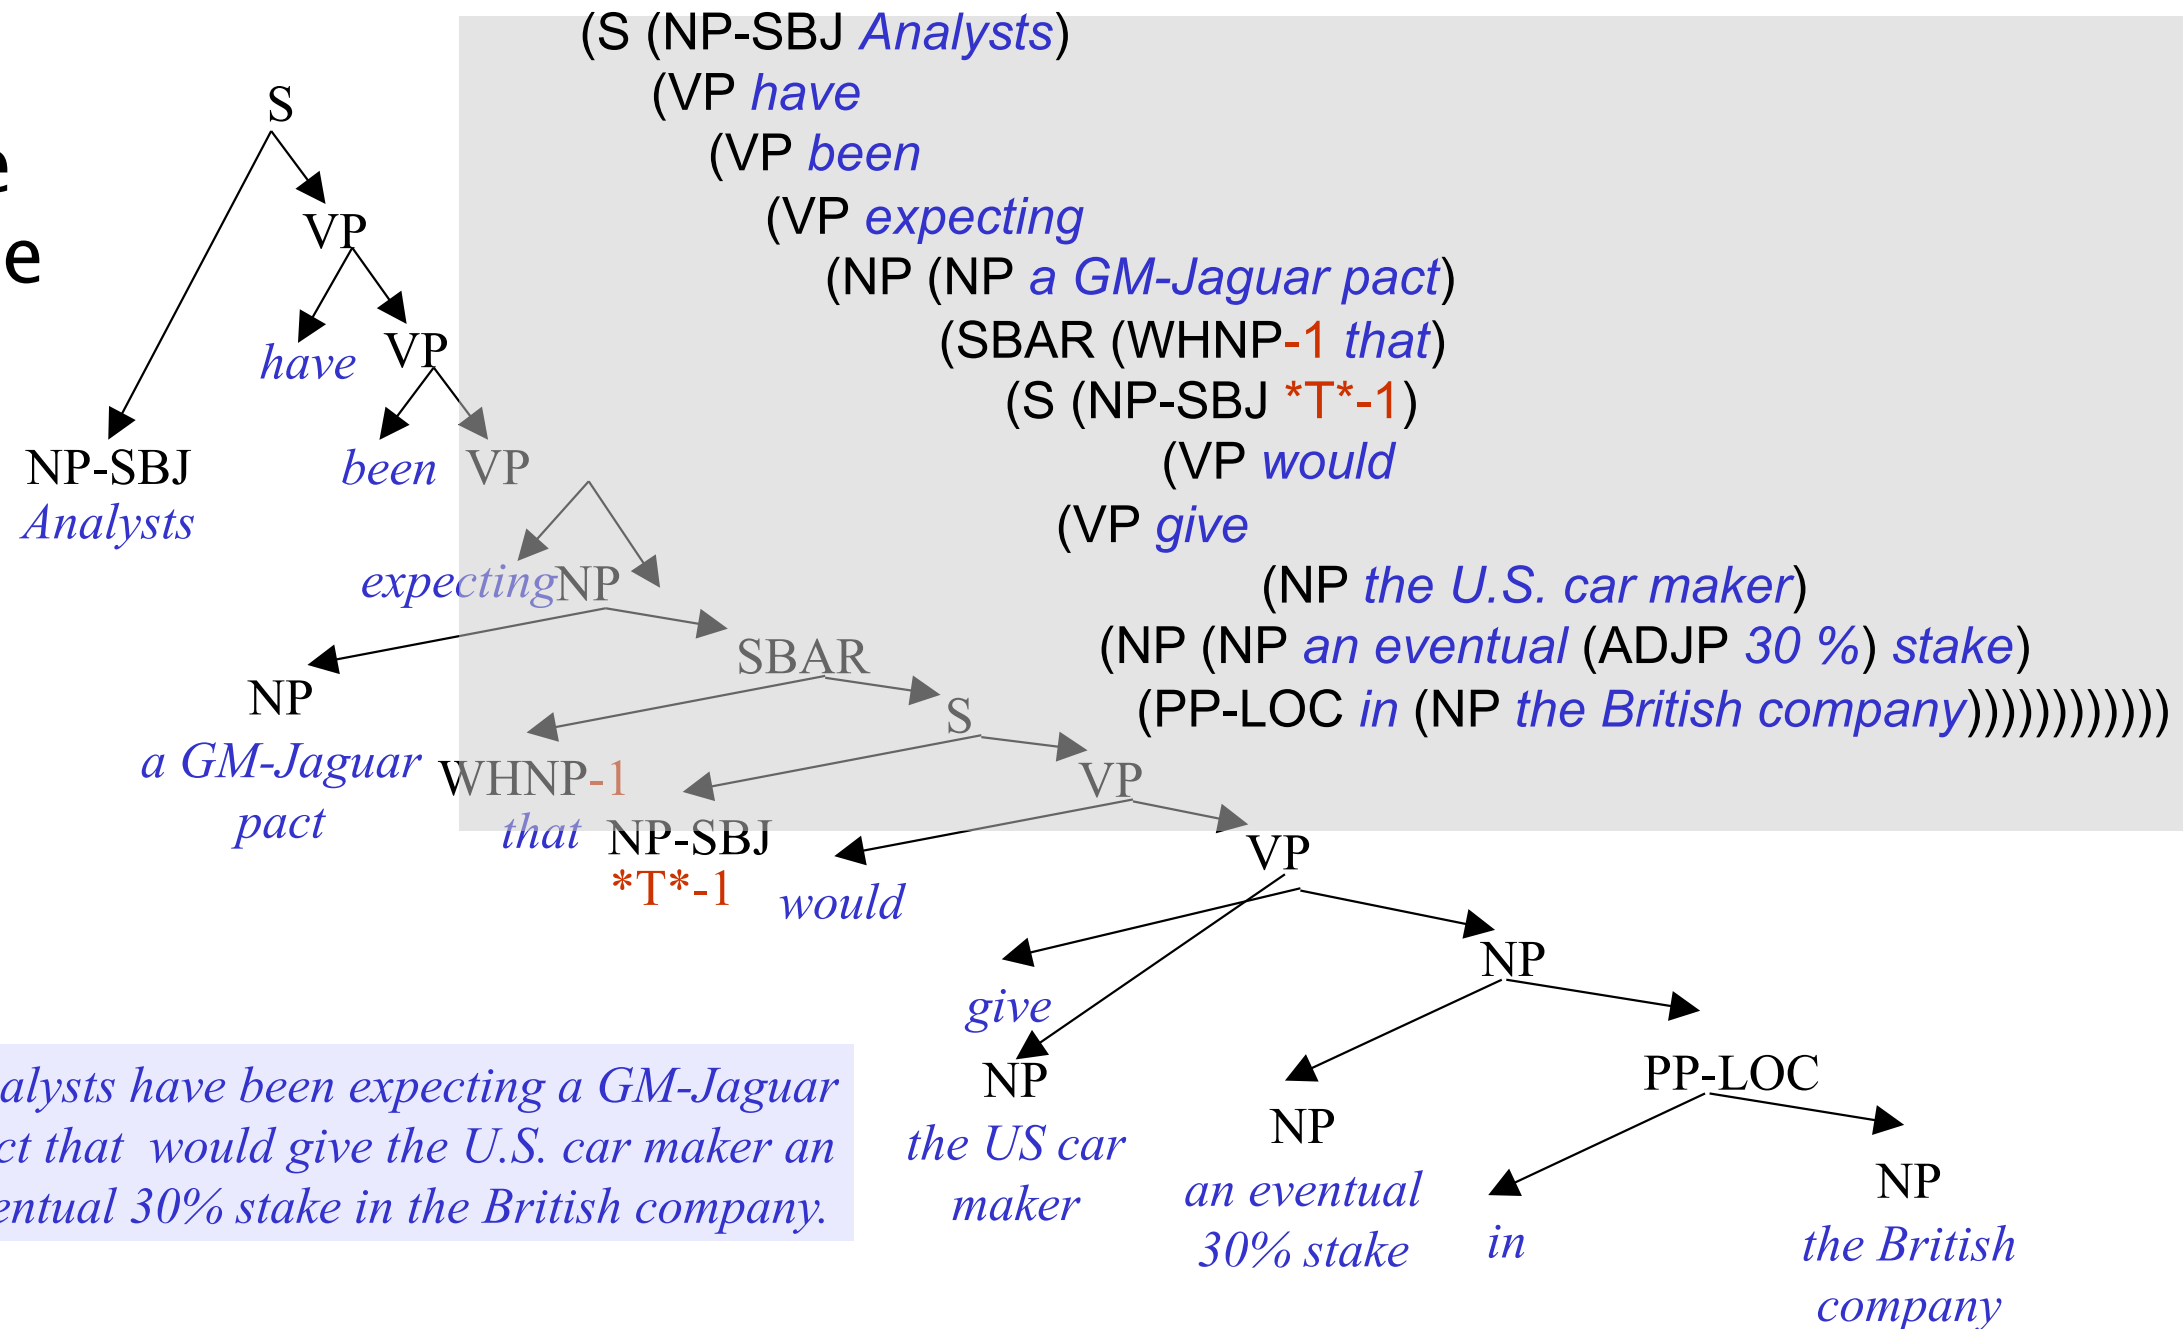 (S (NP-SBJ Analysts)
(VP have
(VP been
(VP expecting
(NP (NP a GM-Jaguar pact)
(SBAR (WHNP-1 that)
(S (NP-SBJ *T*-1)
(VP would
(VP give
(NP the U.S. car maker)
(NP (NP an eventual (ADJP 30 %) stake)
(PP-LOC in (NP the British company))))))))))))
e
e
S
VP
have VP
NP-SBJ been VP
Analysts
expecting NP
SBAR
NP S
a GM-Jaguar WHNP-1 VP
pact that NP-SBJ VP
*T*-1 would
NP
give
NP PP-LOC
the US car NP
maker an eventual NP
30% stake in the British
company
alysts have been expecting a GM-Jaguar
ct that would give the U.S. car maker an
entual 30% stake in the British company.